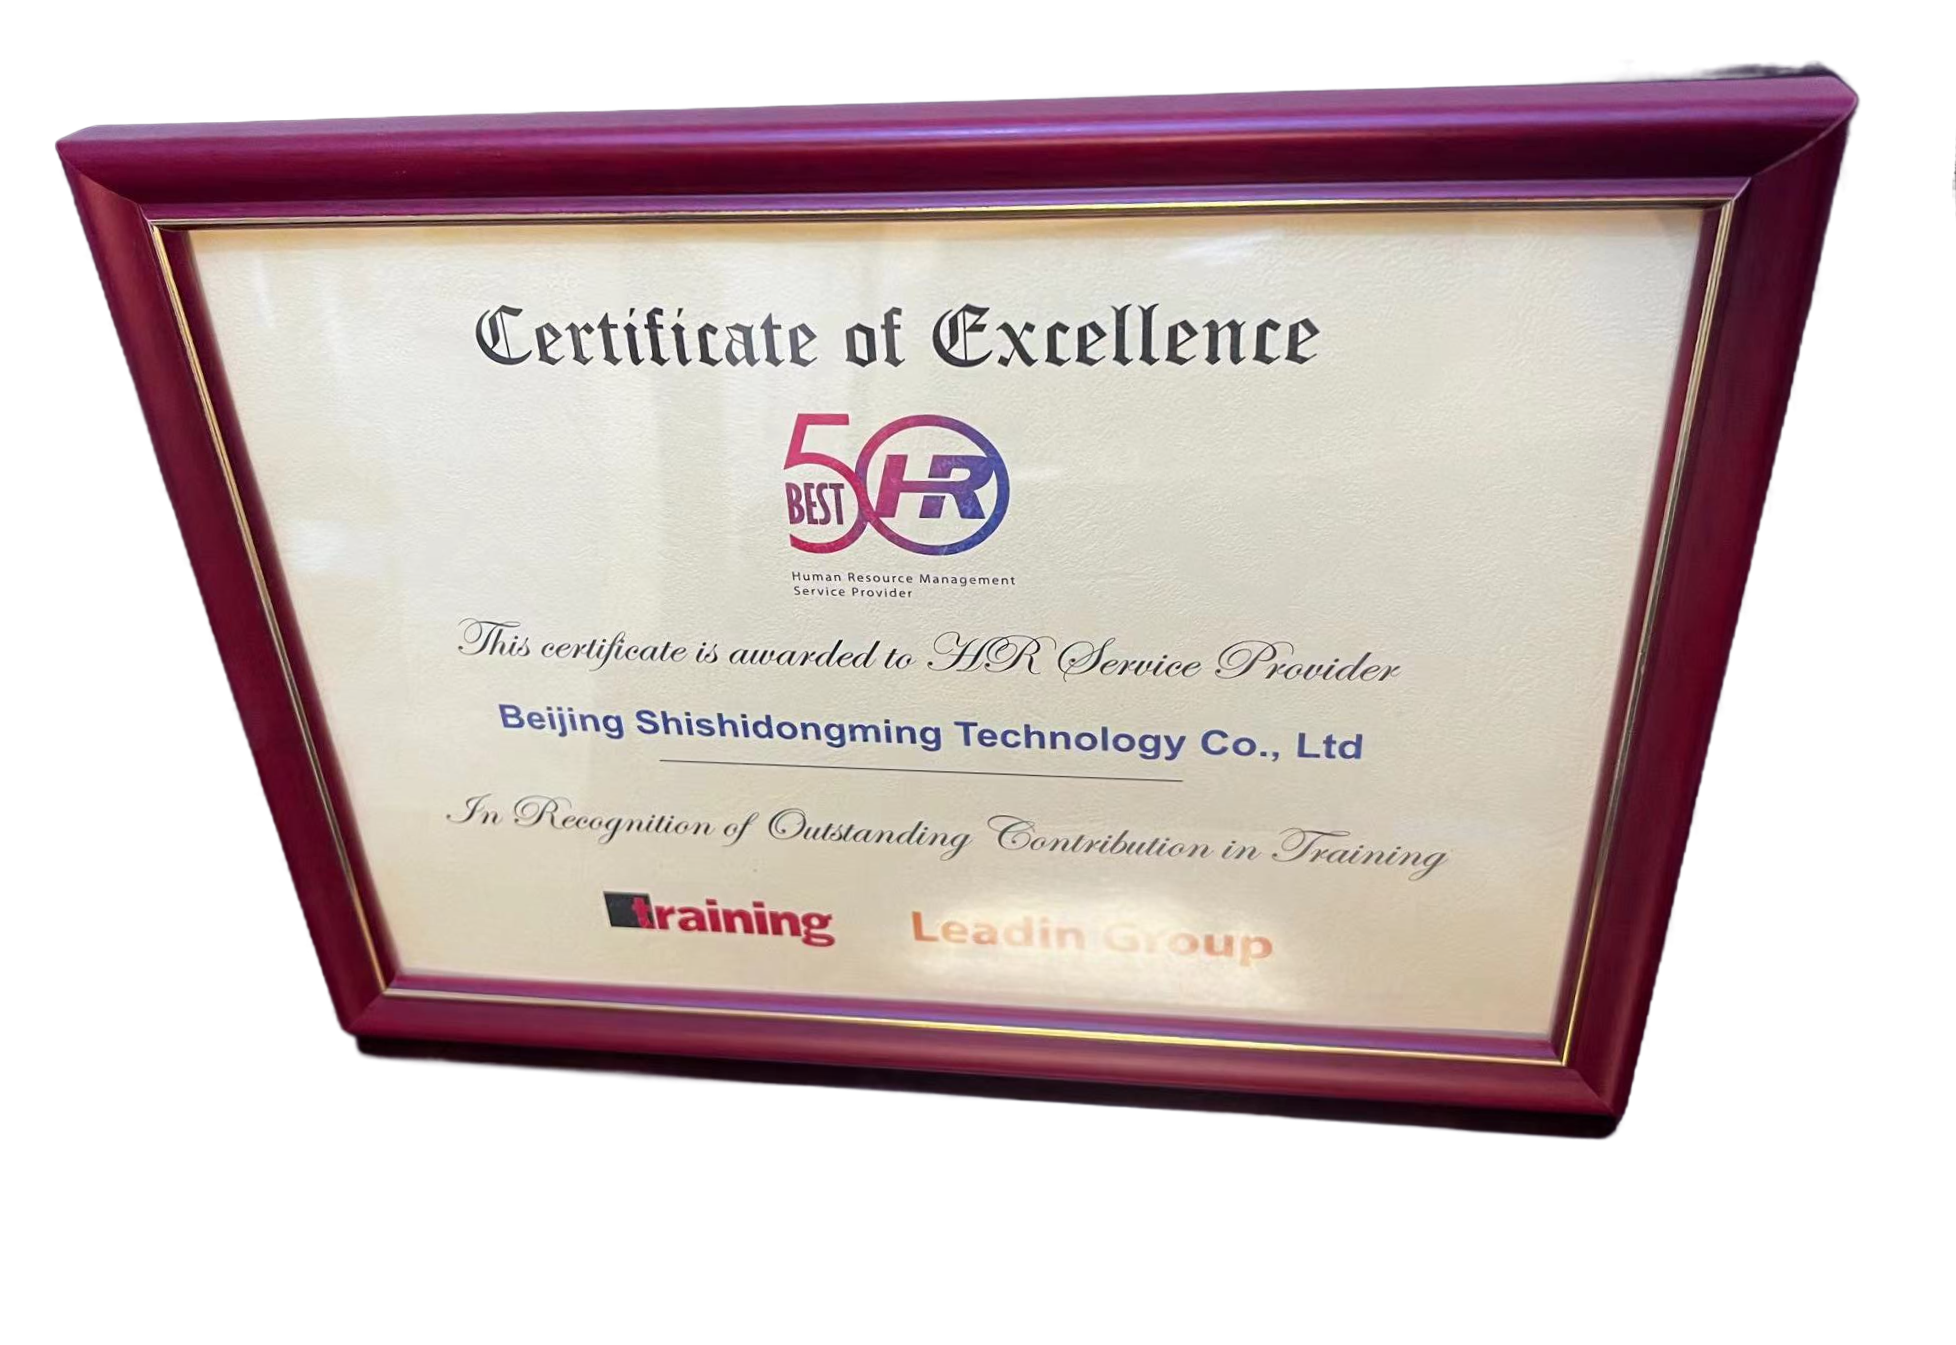 Certificate of Excellence
50 HR
BEST
Human Resource Management
Service Provider
This certificate is awarded to HR Service Provider
Beijing Shishidongming Technology Co., Ltd
In Recognition of Outstanding Contribution in Training
training Leadin Group